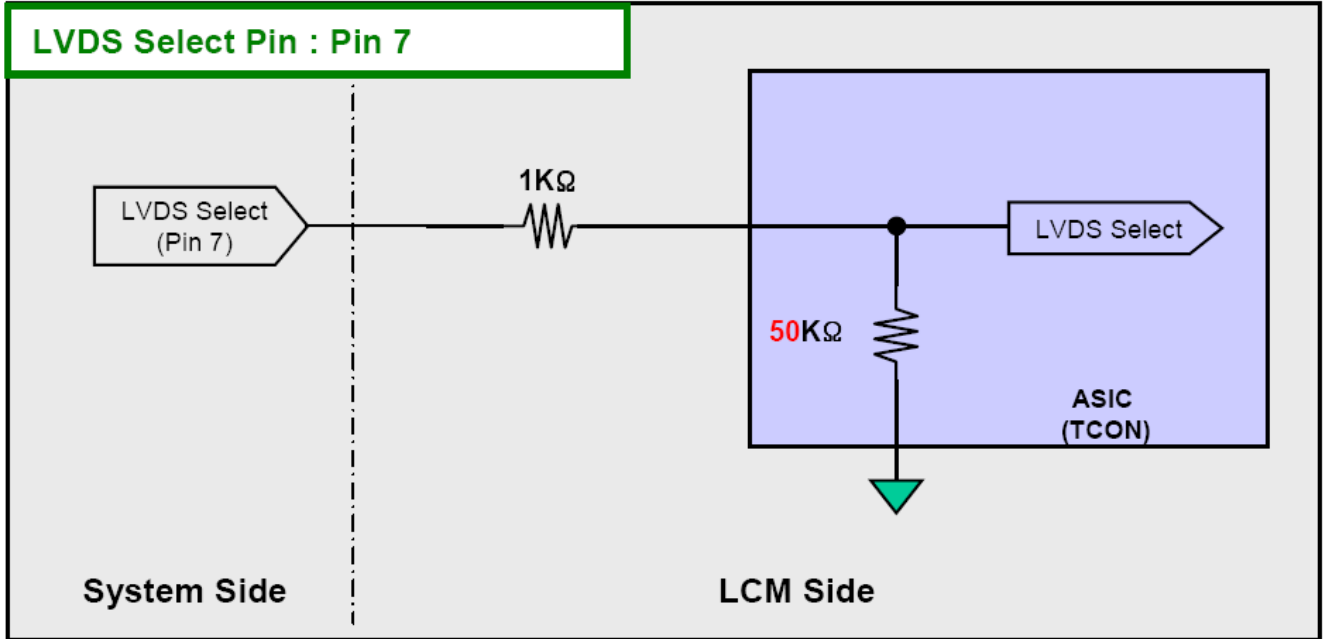 LVDS Select Pin : Pin 7
1KΩ
LVDS Select
(Pin 7)
LVDS Select
50KΩ
ASIC
(TCON)
System Side
LCM Side